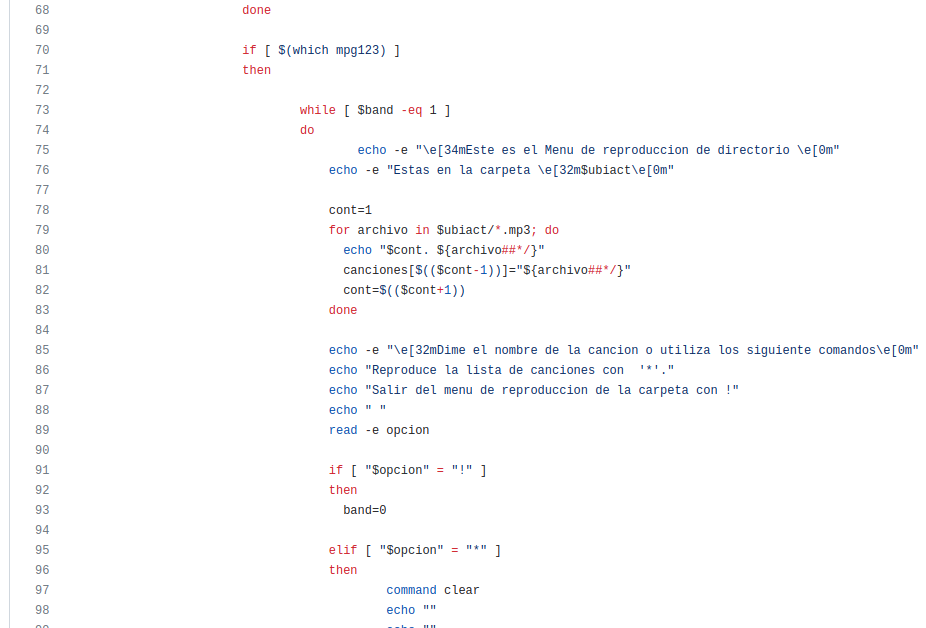 68 done
69
70 if [ $(which mpg123) ]
71 then
72
73 while [ $band -eq 1 ]
74 do
75 echo -e "\e[34mEste es el Menu de reproduccion de directorio \e[0m"
76 echo -e "Estas en la carpeta \e[32m$ubiact\e[0m"
77
78 cont=1
79 for archivo in $ubiact/*.mp3; do
80 echo "$cont. ${archivo##*/}"
81 canciones[$(($cont-1))]="${archivo##*/}"
82 cont=$(($cont+1))
83 done
84
85 echo -e "\e[32mDime el nombre de la cancion o utiliza los siguiente comandos\e[0m"
86 echo "Reproduce la lista de canciones con  '*'."
87 echo "Salir del menu de reproduccion de la carpeta con !"
88 echo " "
89 read -e opcion
90
91 if [ "$opcion" = "!" ]
92 then
93 band=0
94
95 elif [ "$opcion" = "*" ]
96 then
97 command clear
98 echo ""